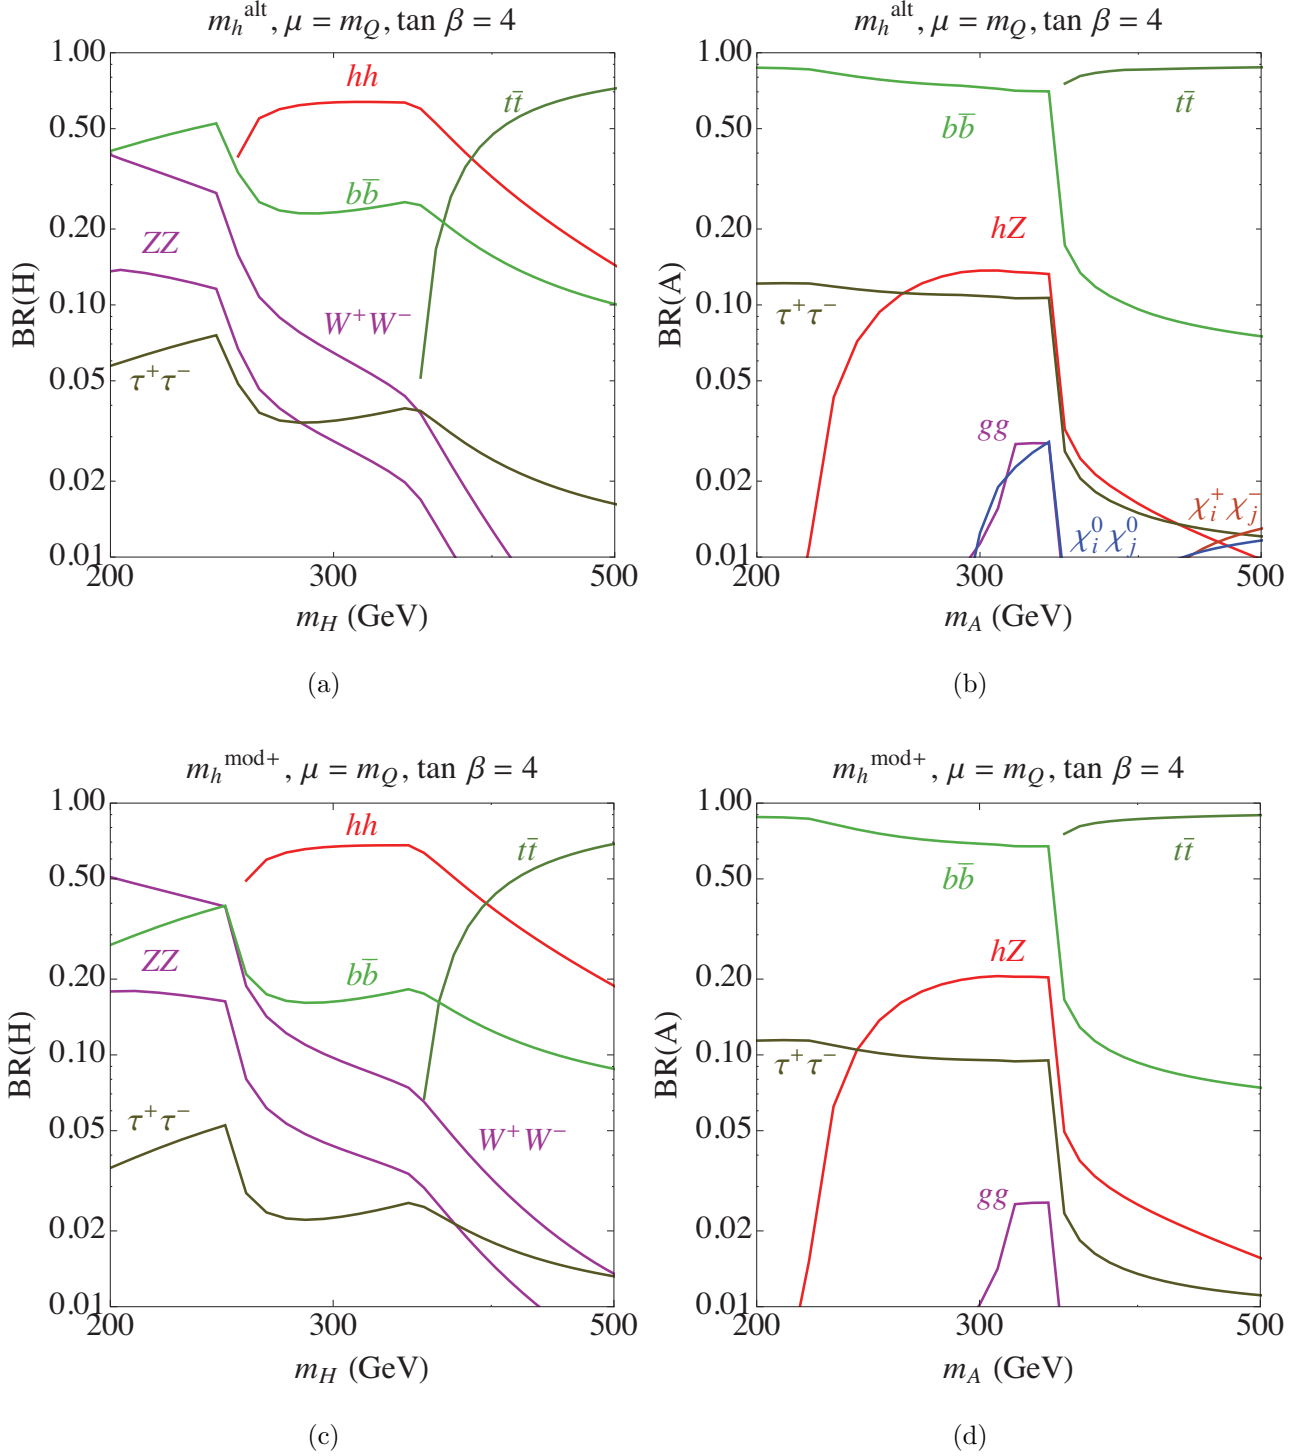 m_h^alt, μ = m_Q, tan β = 4
1.00
0.50
0.20
0.10
0.05
0.02
0.01
BR(H)
hh
tt̄
bb̄
ZZ
W⁺W⁻
τ⁺τ⁻
200
300
500
m_H (GeV)
(a)
m_h^alt, μ = m_Q, tan β = 4
1.00
0.50
0.20
0.10
0.05
0.02
0.01
BR(A)
tt̄
bb̄
hZ
τ⁺τ⁻
gg
χ_i^+ χ_j^-
χ_i^0 χ_j^0
200
300
500
m_A (GeV)
(b)
m_h^mod+, μ = m_Q, tan β = 4
1.00
0.50
0.20
0.10
0.05
0.02
0.01
BR(H)
hh
tt̄
ZZ
bb̄
τ⁺τ⁻
W⁺W⁻
200
300
500
m_H (GeV)
(c)
m_h^mod+, μ = m_Q, tan β = 4
1.00
0.50
0.20
0.10
0.05
0.02
0.01
BR(A)
tt̄
bb̄
hZ
τ⁺τ⁻
gg
200
300
500
m_A (GeV)
(d)